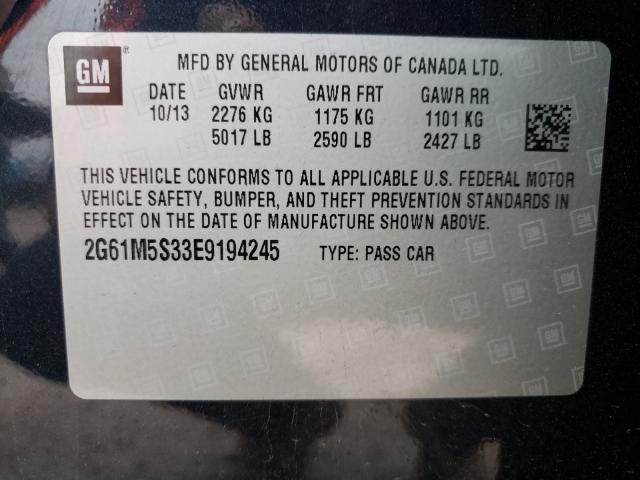 GM
MFD BY GENERAL MOTORS OF CANADA LTD.
DATE GVWR GAWR FRT GAWR RR
10/13 2276 KG 1175 KG 1101 KG
5017 LB 2590 LB 2427 LB
THIS VEHICLE CONFORMS TO ALL APPLICABLE U.S. FEDERAL MOTOR
VEHICLE SAFETY, BUMPER, AND THEFT PREVENTION STANDARDS IN
EFFECT ON THE DATE OF MANUFACTURE SHOWN ABOVE.
2G61M5S33E9194245 TYPE: PASS CAR